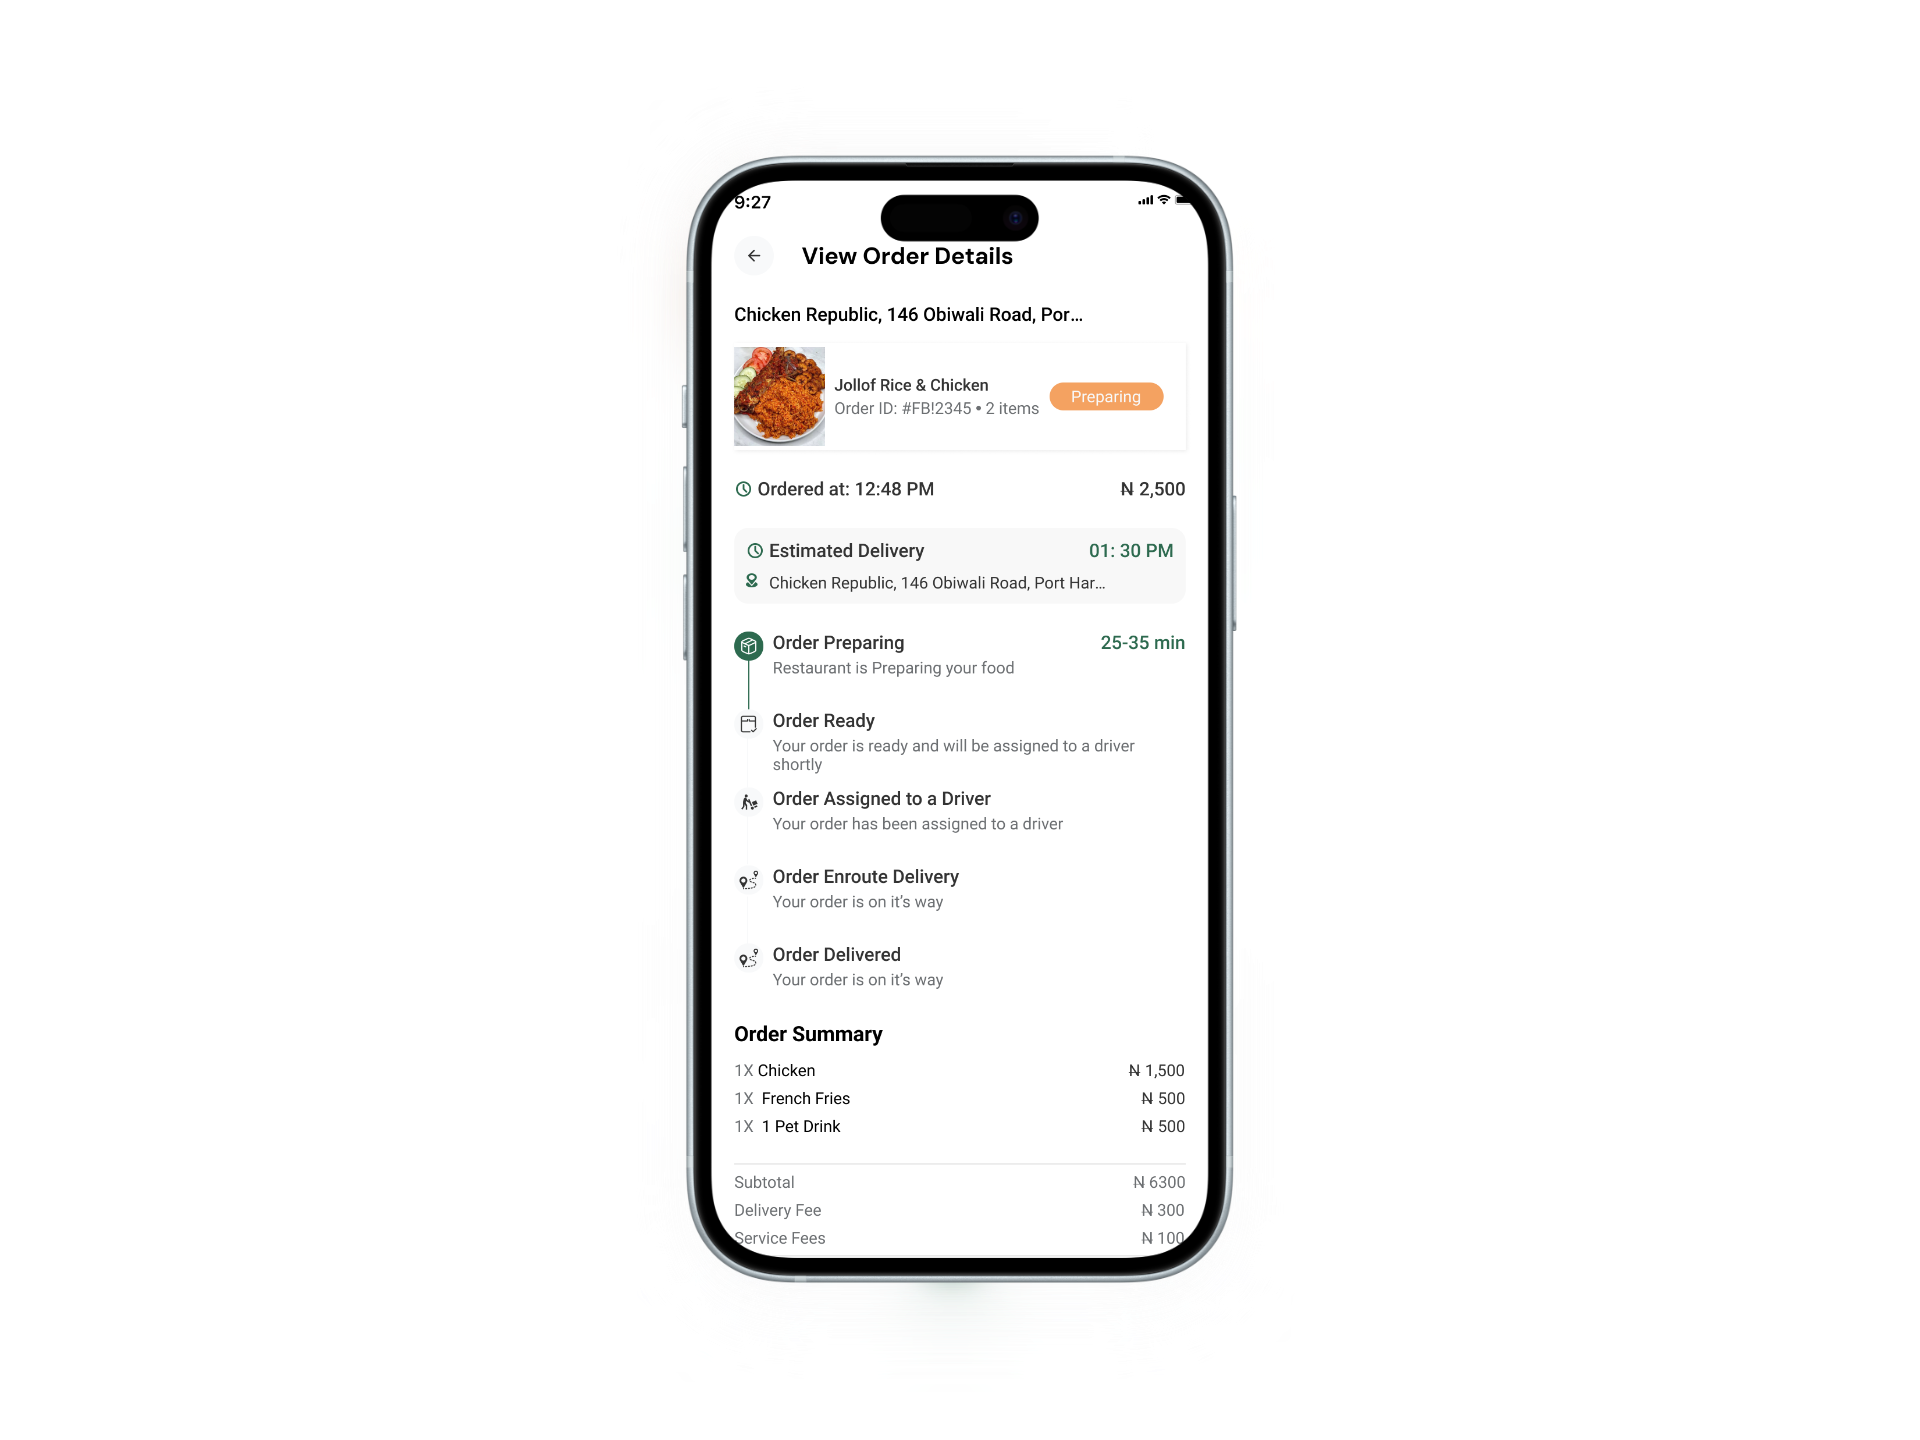 9:27
View Order Details
Chicken Republic, 146 Obiwali Road, Por...
Jollof Rice & Chicken
Order ID: #FB!2345 • 2 items
Preparing
Ordered at: 12:48 PM
₦ 2,500
Estimated Delivery
01: 30 PM
Chicken Republic, 146 Obiwali Road, Port Har...
Order Preparing
25-35 min
Restaurant is Preparing your food
Order Ready
Your order is ready and will be assigned to a driver
shortly
Order Assigned to a Driver
Your order has been assigned to a driver
Order Enroute Delivery
Your order is on it’s way
Order Delivered
Your order is on it’s way
Order Summary
1X Chicken
₦ 1,500
1X French Fries
₦ 500
1X 1 Pet Drink
₦ 500
Subtotal
₦ 6300
Delivery Fee
₦ 300
Service Fees
₦ 100